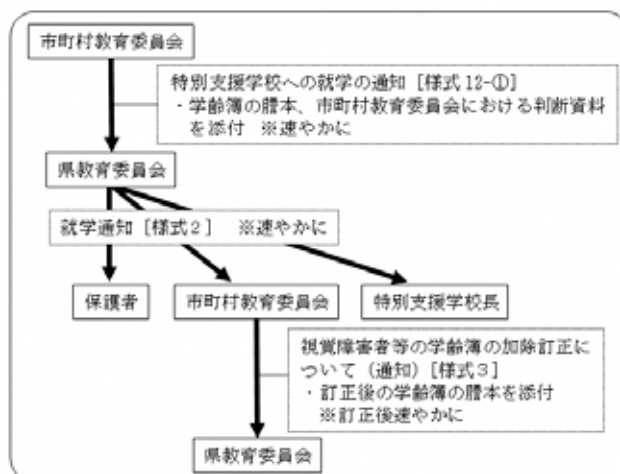 市町村教育委員会
特別支援学校への就学の通知［様式12-①］
・学齢簿の謄本、市町村教育委員会における判断資料
を添付　※速やかに
県教育委員会
就学通知［様式２］　※速やかに
保護者
市町村教育委員会
特別支援学校長
視覚障害者等の学齢簿の加除訂正に
ついて（通知）［様式３］
・訂正後の学齢簿の謄本を添付
※訂正後速やかに
県教育委員会